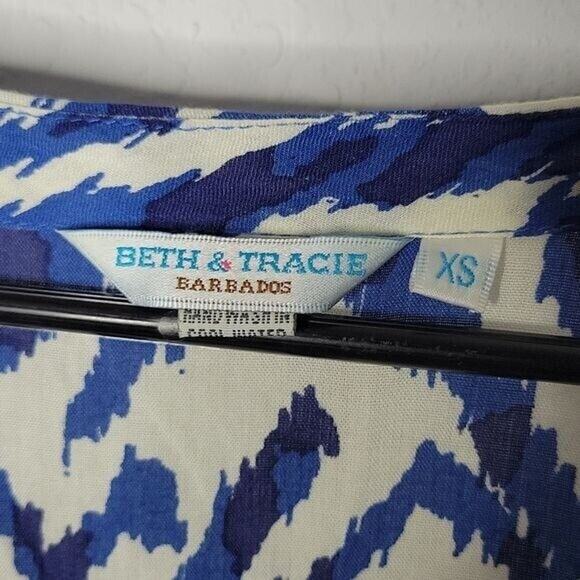 BETH & TRACIE
BARBADOS
XS
HAND WASH IN
COOL WATER